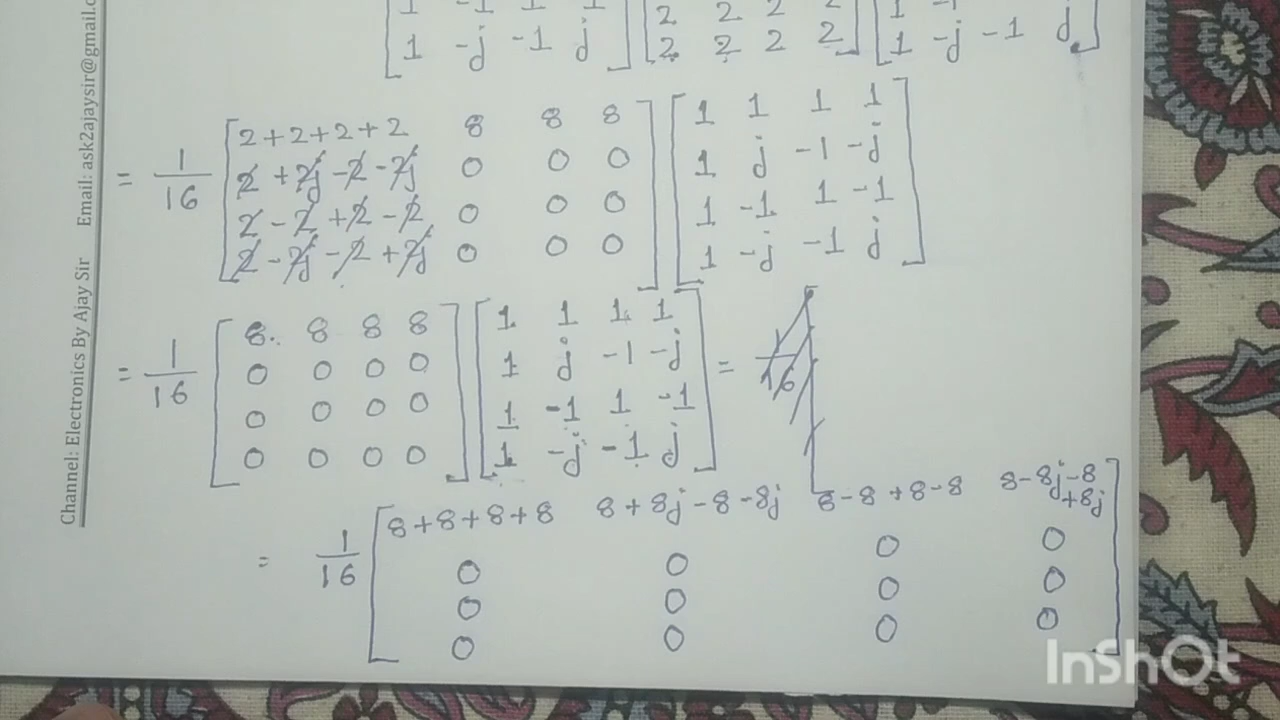 1 -j -1 j 2 2 2 2 1 -j -1 j
= 1/16 [2+2+2+2 8 8 8] [1 1 1 1]
2+2j-2-2j 0 0 0 1 j -1 -j
2-2+2-2 0 0 0 1 -1 1 -1
2-2j-2+2j 0 0 0 1 -j -1 j
= 1/16 [8 8 8 8] [1 1 1 1] = 1/16
0 0 0 0 1 j -1 -j
0 0 0 0 1 -1 1 -1
0 0 0 0 1 -j -1 j
= 1/16 [8+8+8+8 8+8j-8-8j 8-8+8-8 8-8j-8+8j]
0 0 0 0
0 0 0 0
0 0 0 0
Channel: Electronics By Ajay Sir Email: ask2ajaysir@gmail.c
InShOt